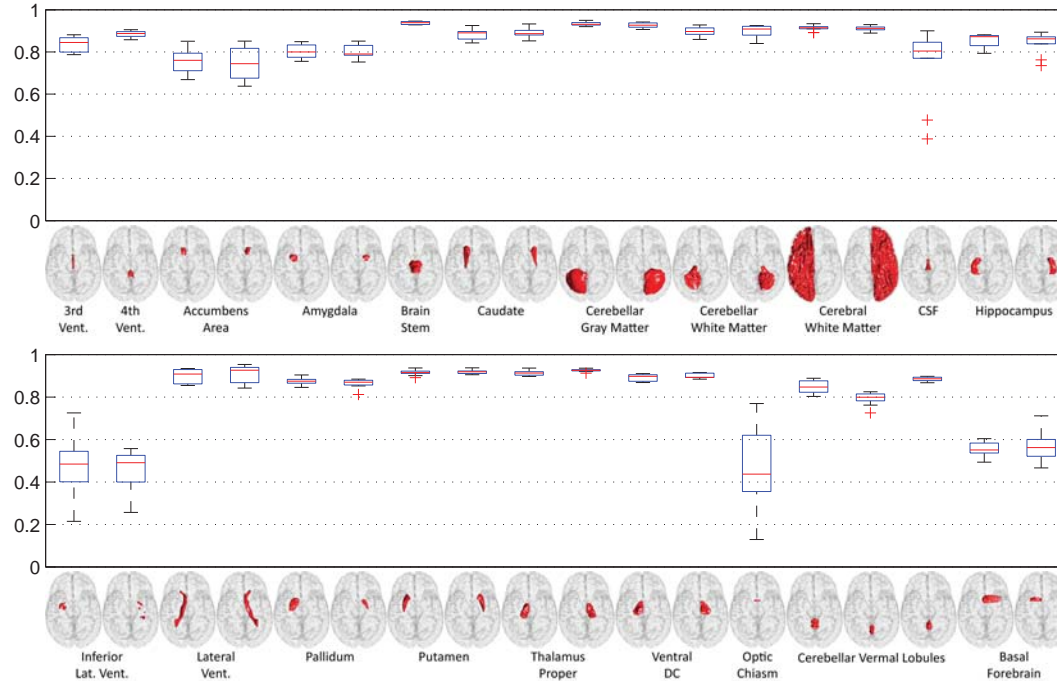 1
0.8
0.6
0.4
0.2
0
3rd Vent.
4th Vent.
Accumbens Area
Amygdala
Brain Stem
Caudate
Cerebellar Gray Matter
Cerebellar White Matter
Cerebral White Matter
CSF
Hippocampus
1
0.8
0.6
0.4
0.2
0
Inferior Lat. Vent.
Lateral Vent.
Pallidum
Putamen
Thalamus Proper
Ventral DC
Optic Chiasm
Cerebellar Vermal Lobules
Basal Forebrain